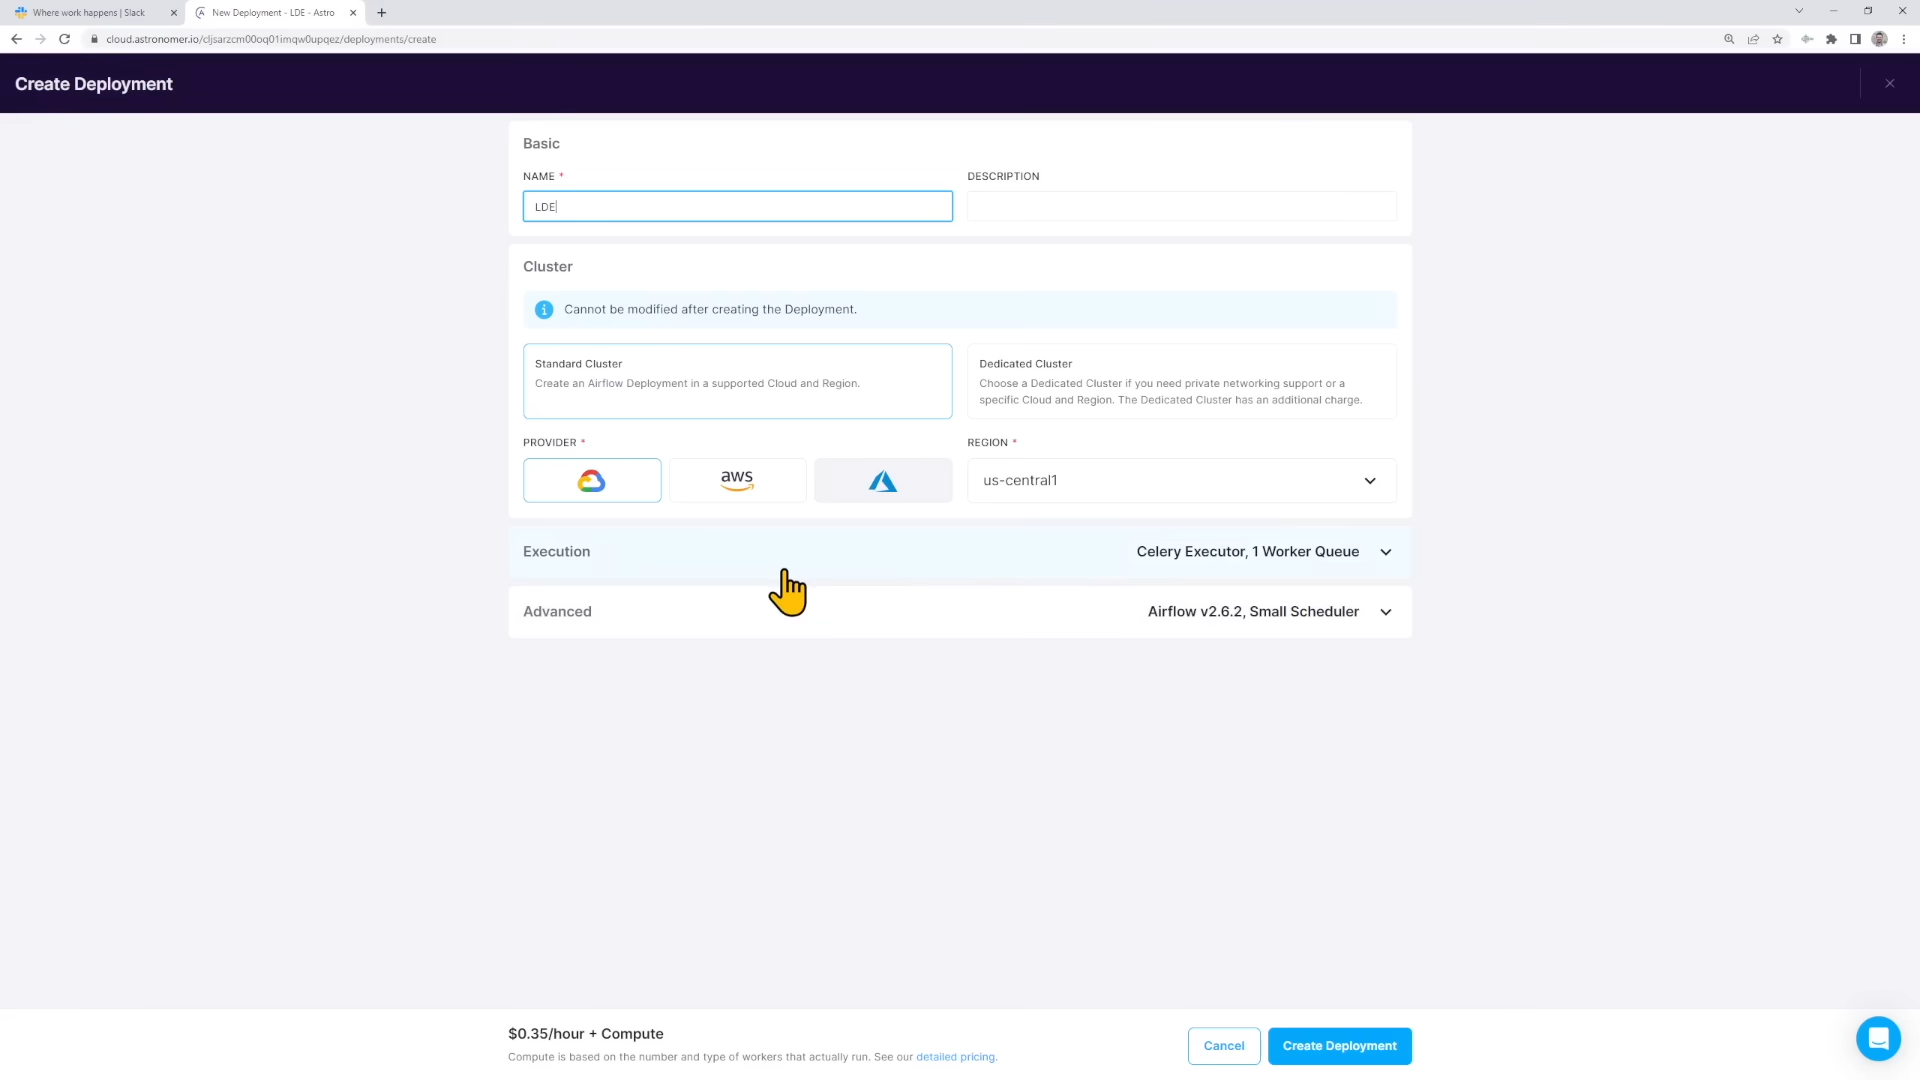 Where work happens | Slack
New Deployment - LDE - Astro
cloud.astronomer.io/cljsarzcm00oq01imqw0upqez/deployments/create
Create Deployment
Basic
NAME *
DESCRIPTION
LDE
Cluster
Cannot be modified after creating the Deployment.
Standard Cluster
Create an Airflow Deployment in a supported Cloud and Region.
Dedicated Cluster
Choose a Dedicated Cluster if you need private networking support or a
specific Cloud and Region. The Dedicated Cluster has an additional charge.
PROVIDER *
REGION *
aws
us-central1
Execution
Celery Executor, 1 Worker Queue
Advanced
Airflow v2.6.2, Small Scheduler
$0.35/hour + Compute
Compute is based on the number and type of workers that actually run. See our detailed pricing.
Cancel
Create Deployment